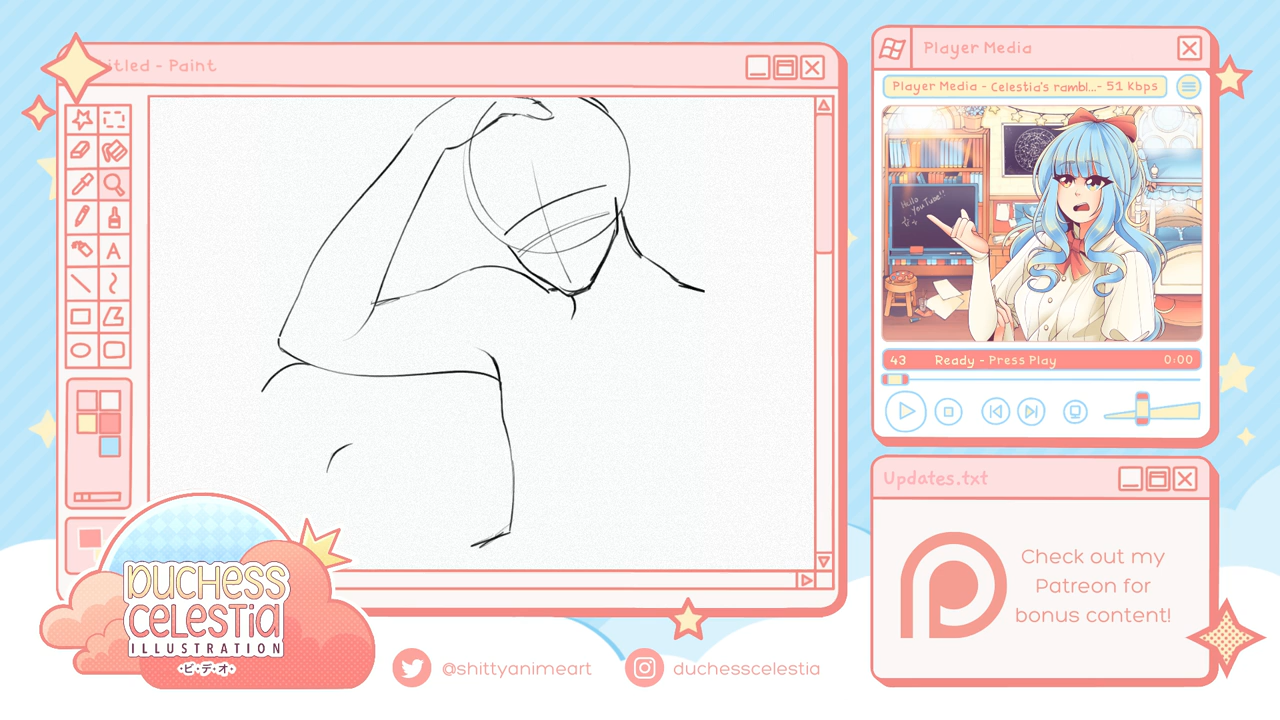 itled - Paint
A
Player Media
Player Media - Celestia's rambl...- 51 Kbps
Hello
YouTube!!
43 Ready - Press Play 0:00
Updates.txt
Check out my
Patreon for
bonus content!
DUCHESS
CELESTIA
ILLUSTRATION
・ビ・デ・オ・
@shittyanimeart
duchesscelestia